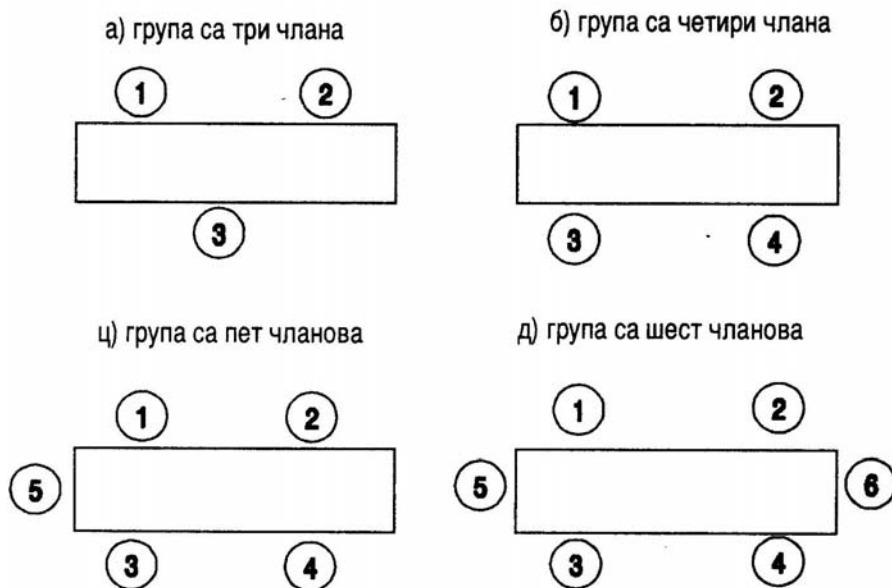 а) група са три члана
1 2
3
б) група са четири члана
1 2
3 4
ц) група са пет чланова
1 2
5
3 4
д) група са шест чланова
1 2
5 6
3 4